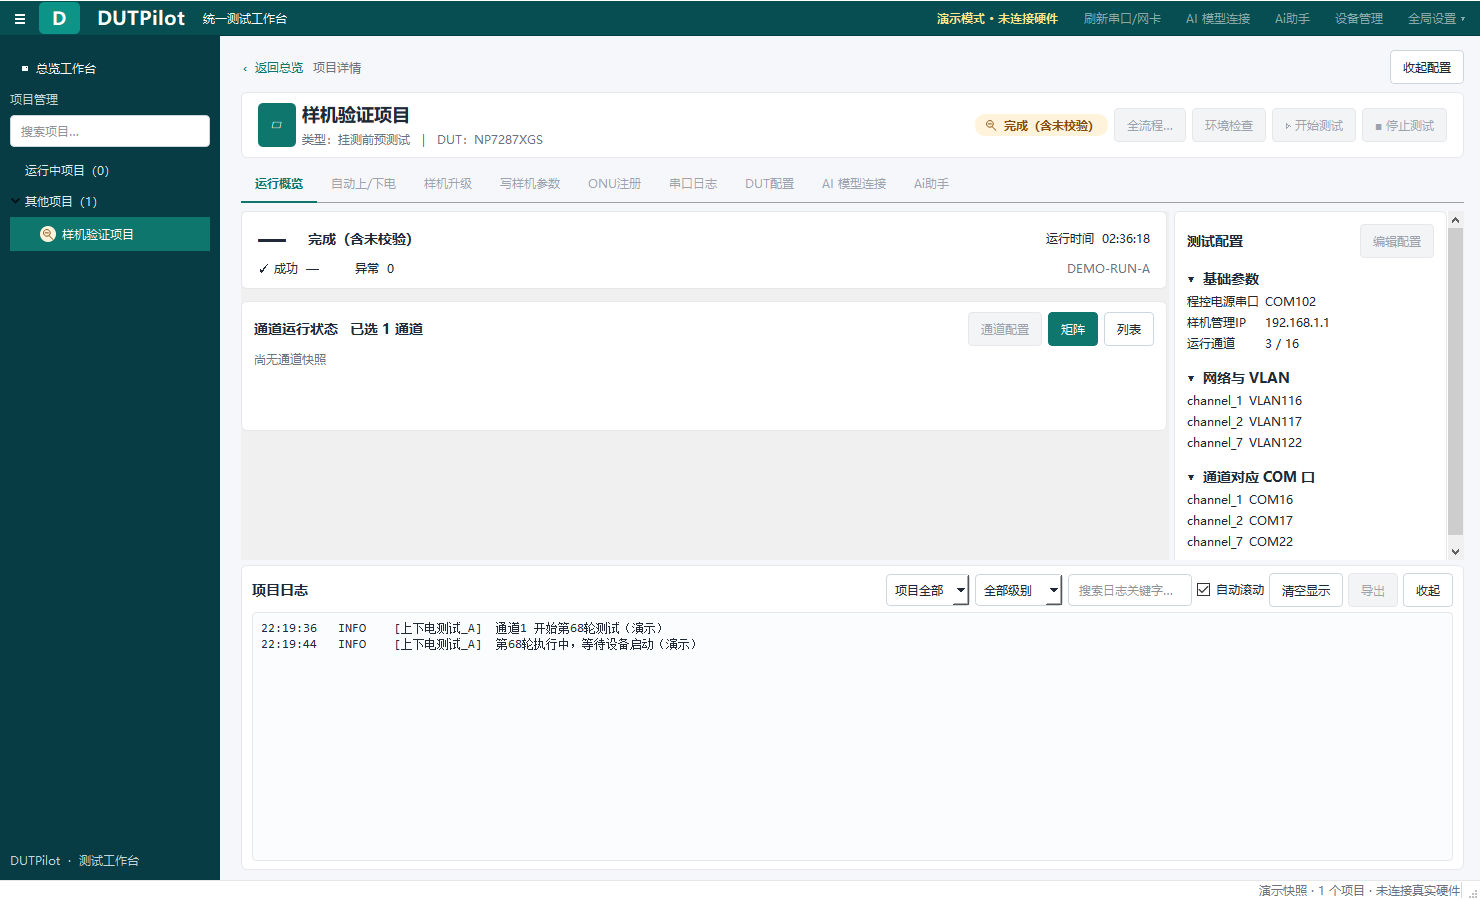 D DUTPilot 统一测试工作台 演示模式 • 未连接硬件 刷新串口/网卡 AI 模型连接 Ai助手 设备管理 全局设置
总览工作台
项目管理
搜索项目...
运行中项目（0）
其他项目（1）
样机验证项目
DUTPilot · 测试工作台
‹ 返回总览 项目详情 收起配置
样机验证项目
类型：挂测前预测试 | DUT：NP7287XGS
完成（含未校验） 全流程... 环境检查 开始测试 停止测试
运行概览 自动上/下电 样机升级 写样机参数 ONU注册 串口日志 DUT配置 AI 模型连接 Ai助手
— 完成（含未校验） 运行时间 02:36:18
✓ 成功 — 异常 0 DEMO-RUN-A
通道运行状态 已选 1 通道 通道配置 矩阵 列表
尚无通道快照
测试配置 编辑配置
基础参数
程控电源串口 COM102
样机管理IP 192.168.1.1
运行通道 3 / 16
网络与 VLAN
channel_1 VLAN116
channel_2 VLAN117
channel_7 VLAN122
通道对应 COM 口
channel_1 COM16
channel_2 COM17
channel_7 COM22
项目日志 项目全部 全部级别 搜索日志关键字... 自动滚动 清空显示 导出 收起
22:19:36 INFO [上下电测试_A] 通道1 开始第68轮测试（演示）
22:19:44 INFO [上下电测试_A] 第68轮执行中，等待设备启动（演示）
演示快照 · 1 个项目 · 未连接真实硬件